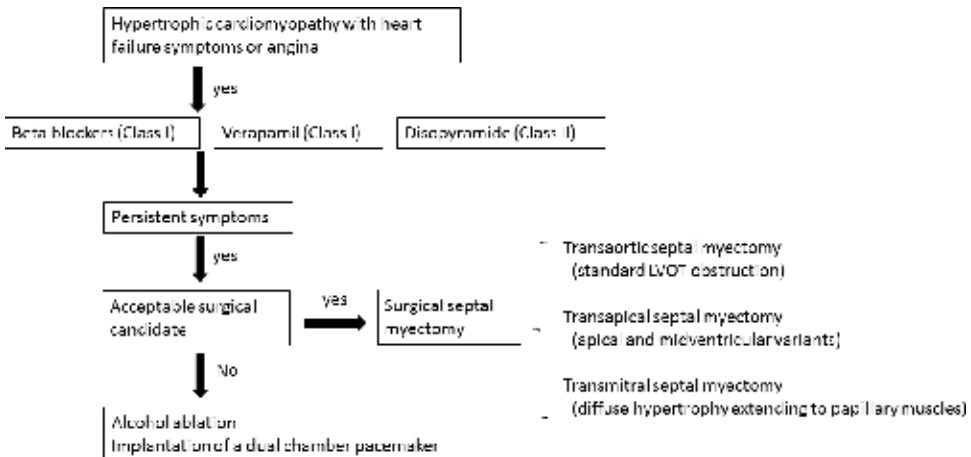 Hypertrophic cardiomyopathy with heart
failure symptoms or angina
yes
Beta blockers (Class I)
Verapamil (Class I)
Disopyramide (Class II)
Persistent symptoms
yes
Acceptable surgical
candidate
yes
Surgical septal
myectomy
Transaortic septal myectomy
(standard LVOT obstruction)
Transapical septal myectomy
(apical and midventricular variants)
Transmitral septal myectomy
(diffuse hypertrophy extending to papillary muscles)
No
Alcohol ablation
Implantation of a dual chamber pacemaker